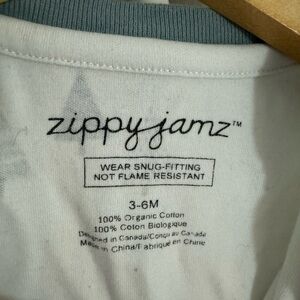 zippyjamz™
WEAR SNUG-FITTING
NOT FLAME RESISTANT
3-6M
100% Organic Cotton
100% Coton Biologique
Designed in Canada/Conçu au Canada
Made in China/Fabriqué en Chine